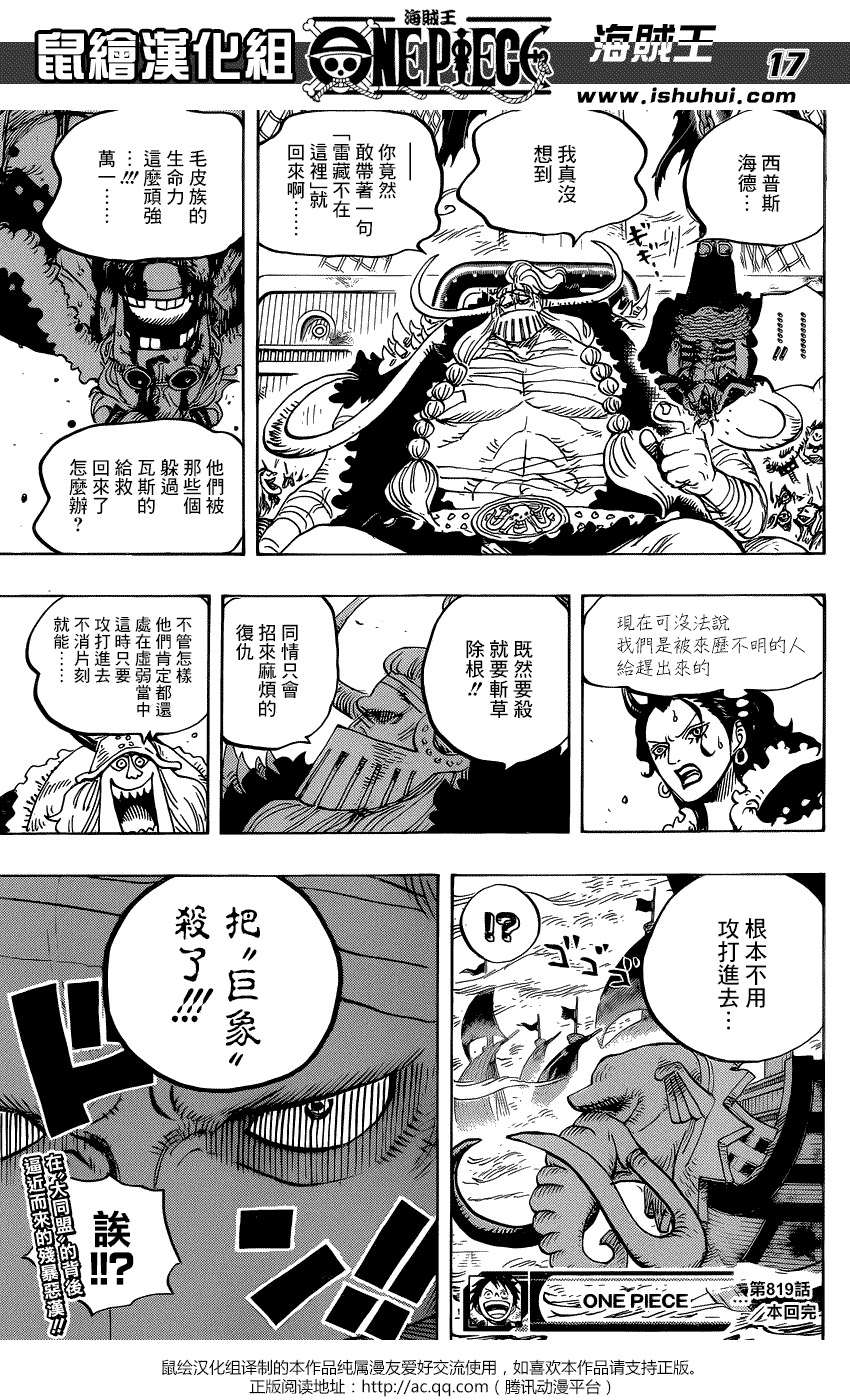 鼠繪漢化組
海賊王
ONE PIECE
海賊王
www.ishuhui.com
17
西普斯
海德…
…………!!
我真沒
想到
——
你竟然
敢帶著一句
「雷藏不在
這裡」就
回來啊……
ギギギ…
毛皮族的
生命力
這麼頑強
…!!!
萬一……
他們被
那些個
躲過
瓦斯的
給救
回來了
怎麼辦?
現在可沒法說
我們是被來歷不明的人
給趕出來的
既然要殺
就要斬草
除根!!
同情只會
招來麻煩的
復仇
不管怎樣
他們肯定都還
處在虛弱當中
這時只要
攻打進去
不消片刻
就能……
根本不用
攻打進去…
!?
ゴゴゴ
把"巨象"
殺了!!!
ドン!!
誒!!?
在"大同盟"的背後
逼近而來的殘暴惡漢!!
ONE PIECE
…第819話
／本回完
鼠绘汉化组译制的本作品纯属漫友爱好交流使用，如喜欢本作品请支持正版。
正版阅读地址：http://ac.qq.com（腾讯动漫平台）